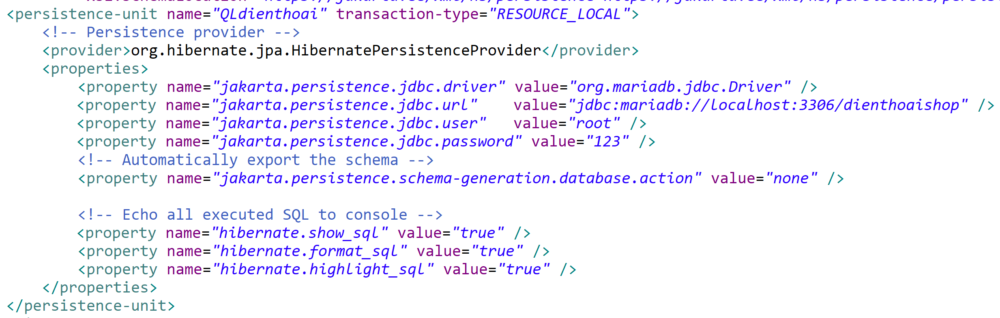 <persistence-unit name="QLdienthoai" transaction-type="RESOURCE_LOCAL">
<!-- Persistence provider -->
<provider>org.hibernate.jpa.HibernatePersistenceProvider</provider>
<properties>
<property name="jakarta.persistence.jdbc.driver" value="org.mariadb.jdbc.Driver" />
<property name="jakarta.persistence.jdbc.url" value="jdbc:mariadb://localhost:3306/dienthoaishop" />
<property name="jakarta.persistence.jdbc.user" value="root" />
<property name="jakarta.persistence.jdbc.password" value="123" />
<!-- Automatically export the schema -->
<property name="jakarta.persistence.schema-generation.database.action" value="none" />
<!-- Echo all executed SQL to console -->
<property name="hibernate.show_sql" value="true" />
<property name="hibernate.format_sql" value="true" />
<property name="hibernate.highlight_sql" value="true" />
</properties>
</persistence-unit>